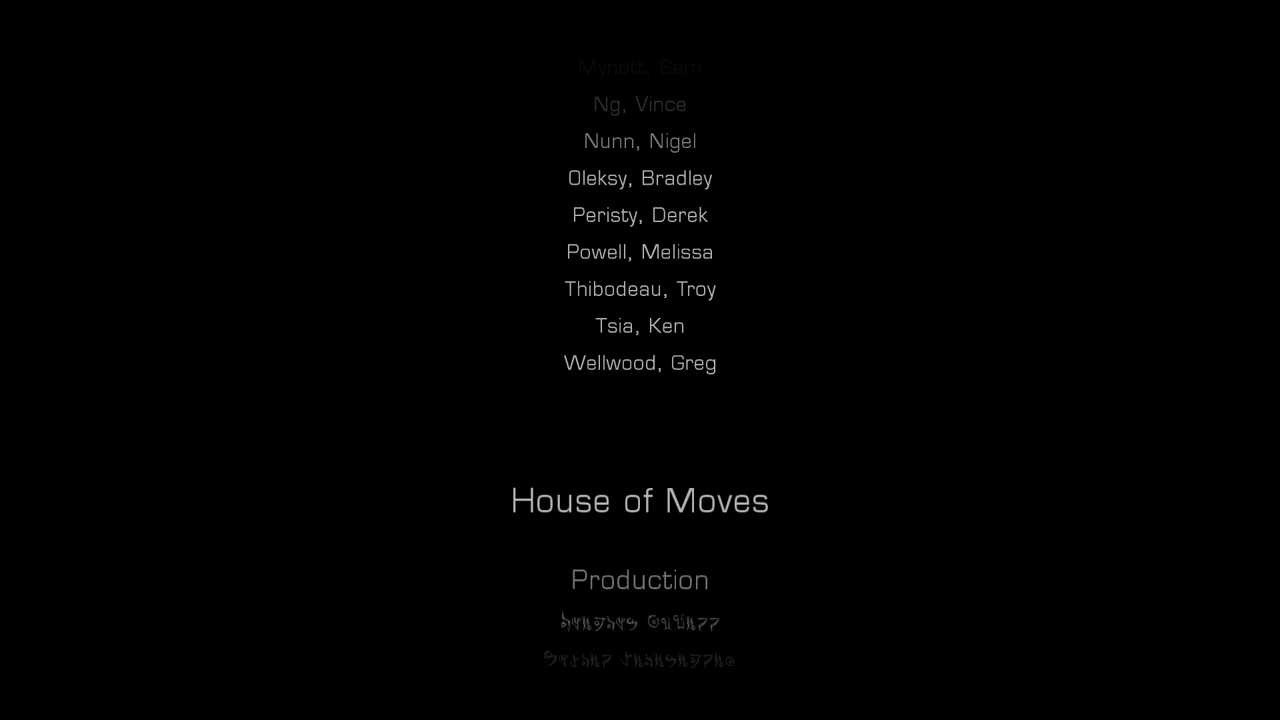 Mynott, Sam
Ng, Vince
Nunn, Nigel
Oleksy, Bradley
Peristy, Derek
Powell, Melissa
Thibodeau, Troy
Tsia, Ken
Wellwood, Greg
House of Moves
Production